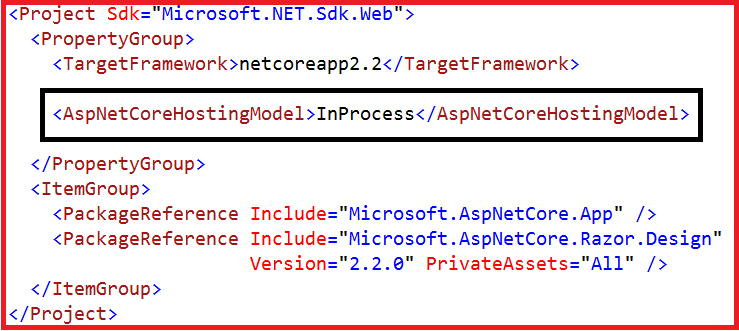 <Project Sdk="Microsoft.NET.Sdk.Web">
<PropertyGroup>
<TargetFramework>netcoreapp2.2</TargetFramework>
<AspNetCoreHostingModel>InProcess</AspNetCoreHostingModel>
</PropertyGroup>
<ItemGroup>
<PackageReference Include="Microsoft.AspNetCore.App" />
<PackageReference Include="Microsoft.AspNetCore.Razor.Design"
Version="2.2.0" PrivateAssets="All" />
</ItemGroup>
</Project>